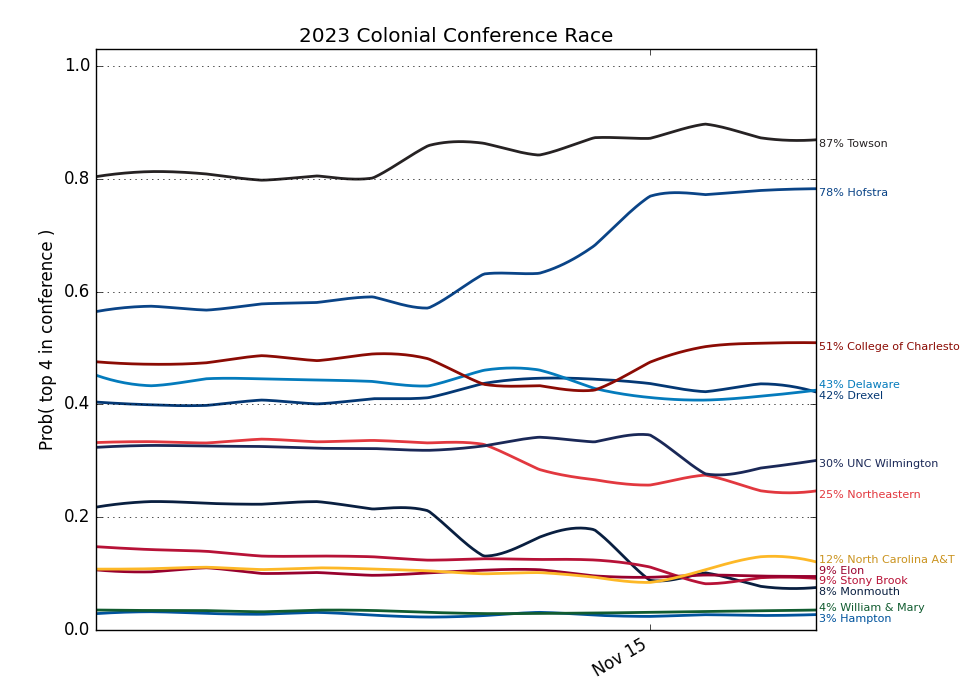 2023 Colonial Conference Race
Prob( top 4 in conference )
1.0
0.8
0.6
0.4
0.2
0.0
Nov 15
87% Towson
78% Hofstra
51% College of Charlesto
43% Delaware
42% Drexel
30% UNC Wilmington
25% Northeastern
12% North Carolina A&T
9% Elon
9% Stony Brook
8% Monmouth
4% William & Mary
3% Hampton